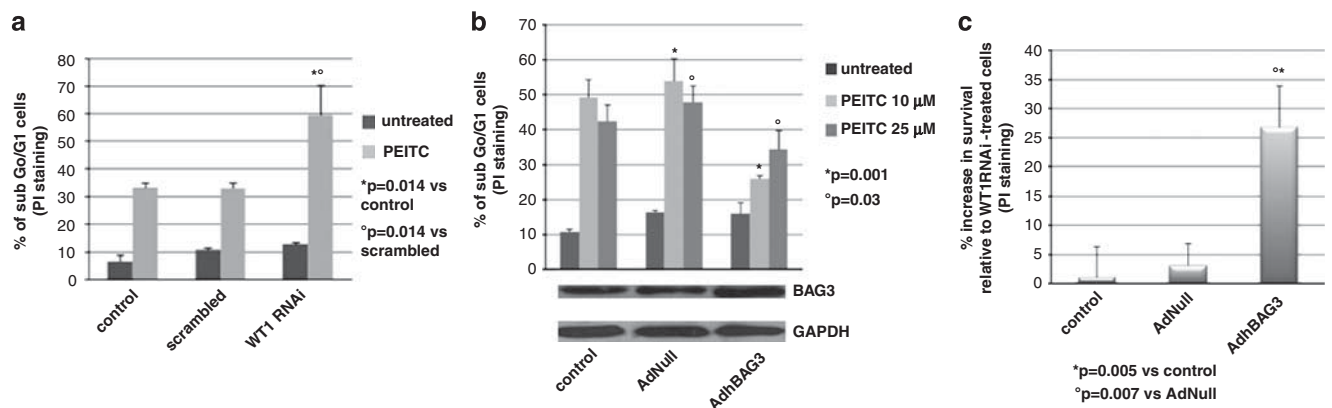 a
% of sub Go/G1 cells
(PI staining)
80
70
60
50
40
30
20
10
0
*°
control
scrambled
WT1 RNAi
untreated
PEITC
*p=0.014 vs
control
°p=0.014 vs
scrambled
b
% of sub Go/G1 cells
(PI staining)
70
60
50
40
30
20
10
0
*
°
*
°
untreated
PEITC 10 µM
PEITC 25 µM
*p=0.001
°p=0.03
BAG3
GAPDH
control
AdNull
AdhBAG3
c
% increase in survival
relative to WT1RNAi -treated cells
(PI staining)
40
35
30
25
20
15
10
5
0
°*
control
AdNull
AdhBAG3
*p=0.005 vs control
°p=0.007 vs AdNull